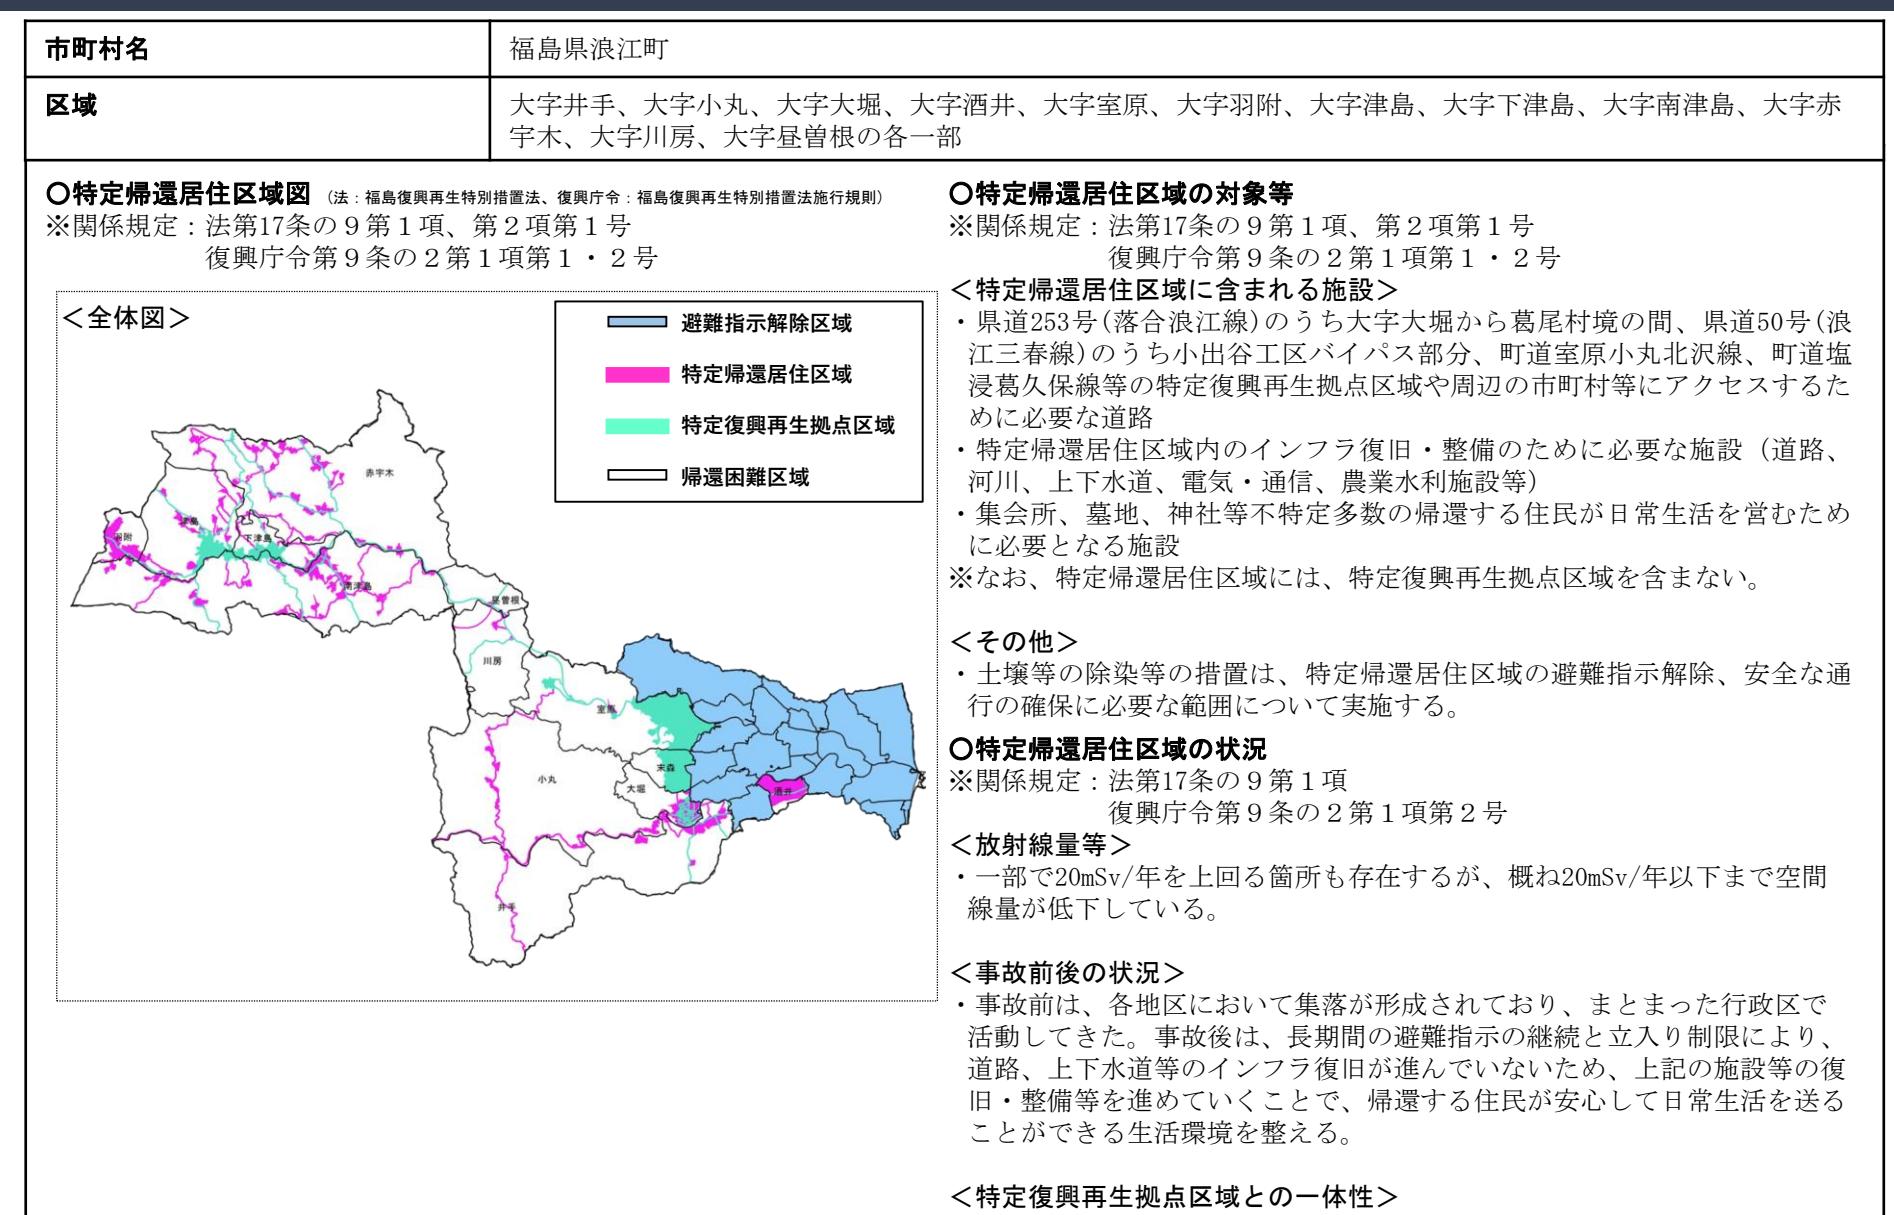 市町村名
福島県浪江町
区域
大字井手、大字小丸、大字大堀、大字酒井、大字室原、大字羽附、大字津島、大字下津島、大字南津島、大字赤
宇木、大字川房、大字昼曽根の各一部
〇特定帰還居住区域図 (法：福島復興再生特別措置法、復興庁令：福島復興再生特別措置法施行規則)
※関係規定：法第17条の９第１項、第２項第１号
復興庁令第９条の２第１項第１・２号
＜全体図＞
避難指示解除区域
特定帰還居住区域
特定復興再生拠点区域
帰還困難区域
赤宇木
津島
下津島
羽附
南津島
昼曽根
川房
室原
末森
小丸
大堀
酒井
井手
〇特定帰還居住区域の対象等
※関係規定：法第17条の９第１項、第２項第１号
復興庁令第９条の２第１項第１・２号
＜特定帰還居住区域に含まれる施設＞
・県道253号(落合浪江線)のうち大字大堀から葛尾村境の間、県道50号(浪
江三春線)のうち小出谷工区バイパス部分、町道室原小丸北沢線、町道塩
浸葛久保線等の特定復興再生拠点区域や周辺の市町村等にアクセスするた
めに必要な道路
・特定帰還居住区域内のインフラ復旧・整備のために必要な施設（道路、
河川、上下水道、電気・通信、農業水利施設等）
・集会所、墓地、神社等不特定多数の帰還する住民が日常生活を営むため
に必要となる施設
※なお、特定帰還居住区域には、特定復興再生拠点区域を含まない。
＜その他＞
・土壌等の除染等の措置は、特定帰還居住区域の避難指示解除、安全な通
行の確保に必要な範囲について実施する。
〇特定帰還居住区域の状況
※関係規定：法第17条の９第１項
復興庁令第９条の２第１項第２号
＜放射線量等＞
・一部で20mSv/年を上回る箇所も存在するが、概ね20mSv/年以下まで空間
線量が低下している。
＜事故前後の状況＞
・事故前は、各地区において集落が形成されており、まとまった行政区で
活動してきた。事故後は、長期間の避難指示の継続と立入り制限により、
道路、上下水道等のインフラ復旧が進んでいないため、上記の施設等の復
旧・整備等を進めていくことで、帰還する住民が安心して日常生活を送る
ことができる生活環境を整える。
＜特定復興再生拠点区域との一体性＞